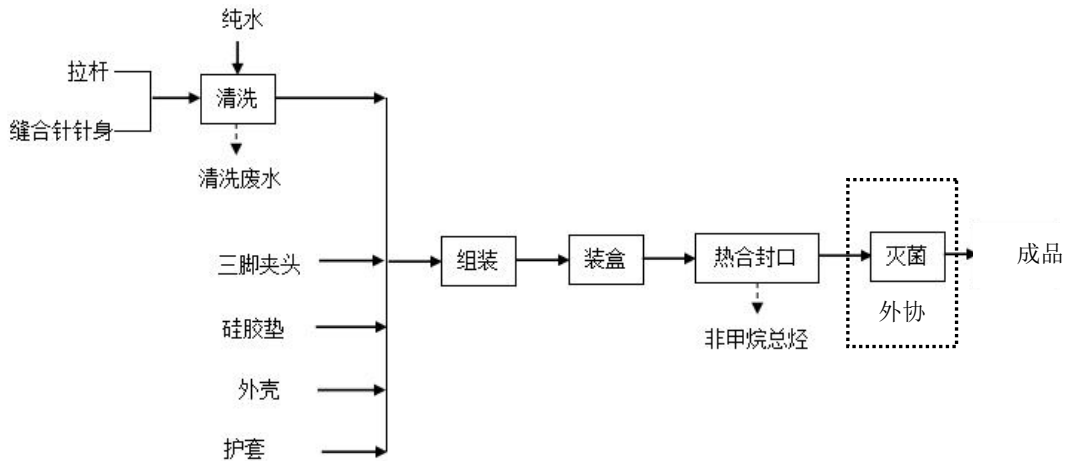 纯水
拉杆
清洗
缝合针针身
清洗废水
三脚夹头
组装
装盒
热合封口
灭菌
成品
外协
硅胶垫
非甲烷总烃
外壳
护套